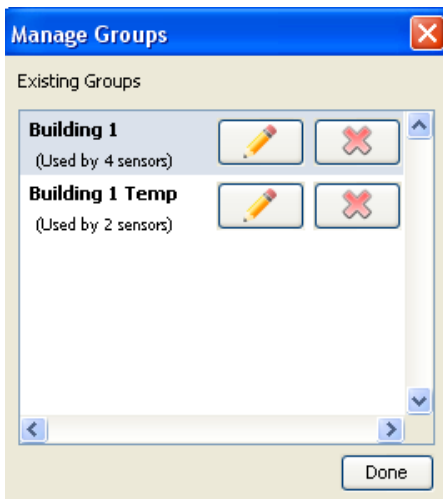 Manage Groups
Existing Groups
Building 1
(Used by 4 sensors)
Building 1 Temp
(Used by 2 sensors)
Done